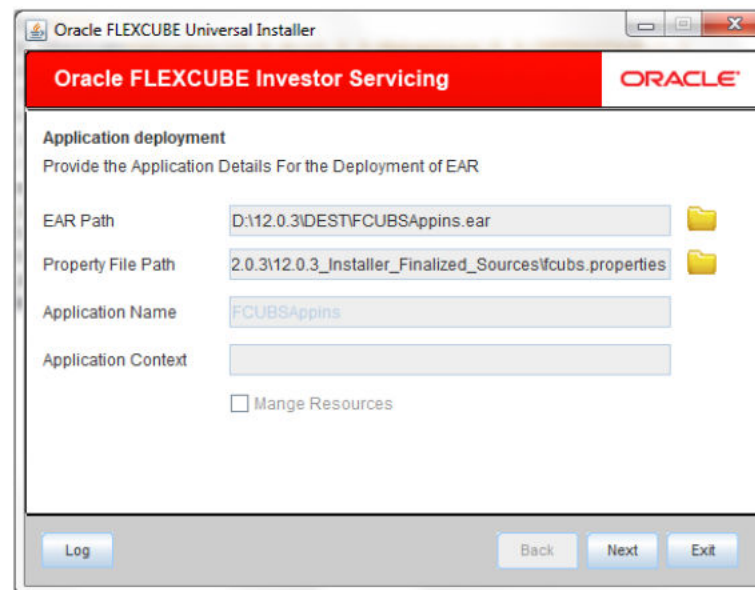 Oracle FLEXCUBE Universal Installer
Oracle FLEXCUBE Investor Servicing
ORACLE
Application deployment
Provide the Application Details For the Deployment of EAR
EAR Path
D:\12.0.3\DEST\FCUBSAppins.ear
Property File Path
2.0.3\12.0.3_Installer_Finalized_Sources\fcubs.properties
Application Name
FCUBSAppins
Application Context
Mange Resources
Log
Back
Next
Exit